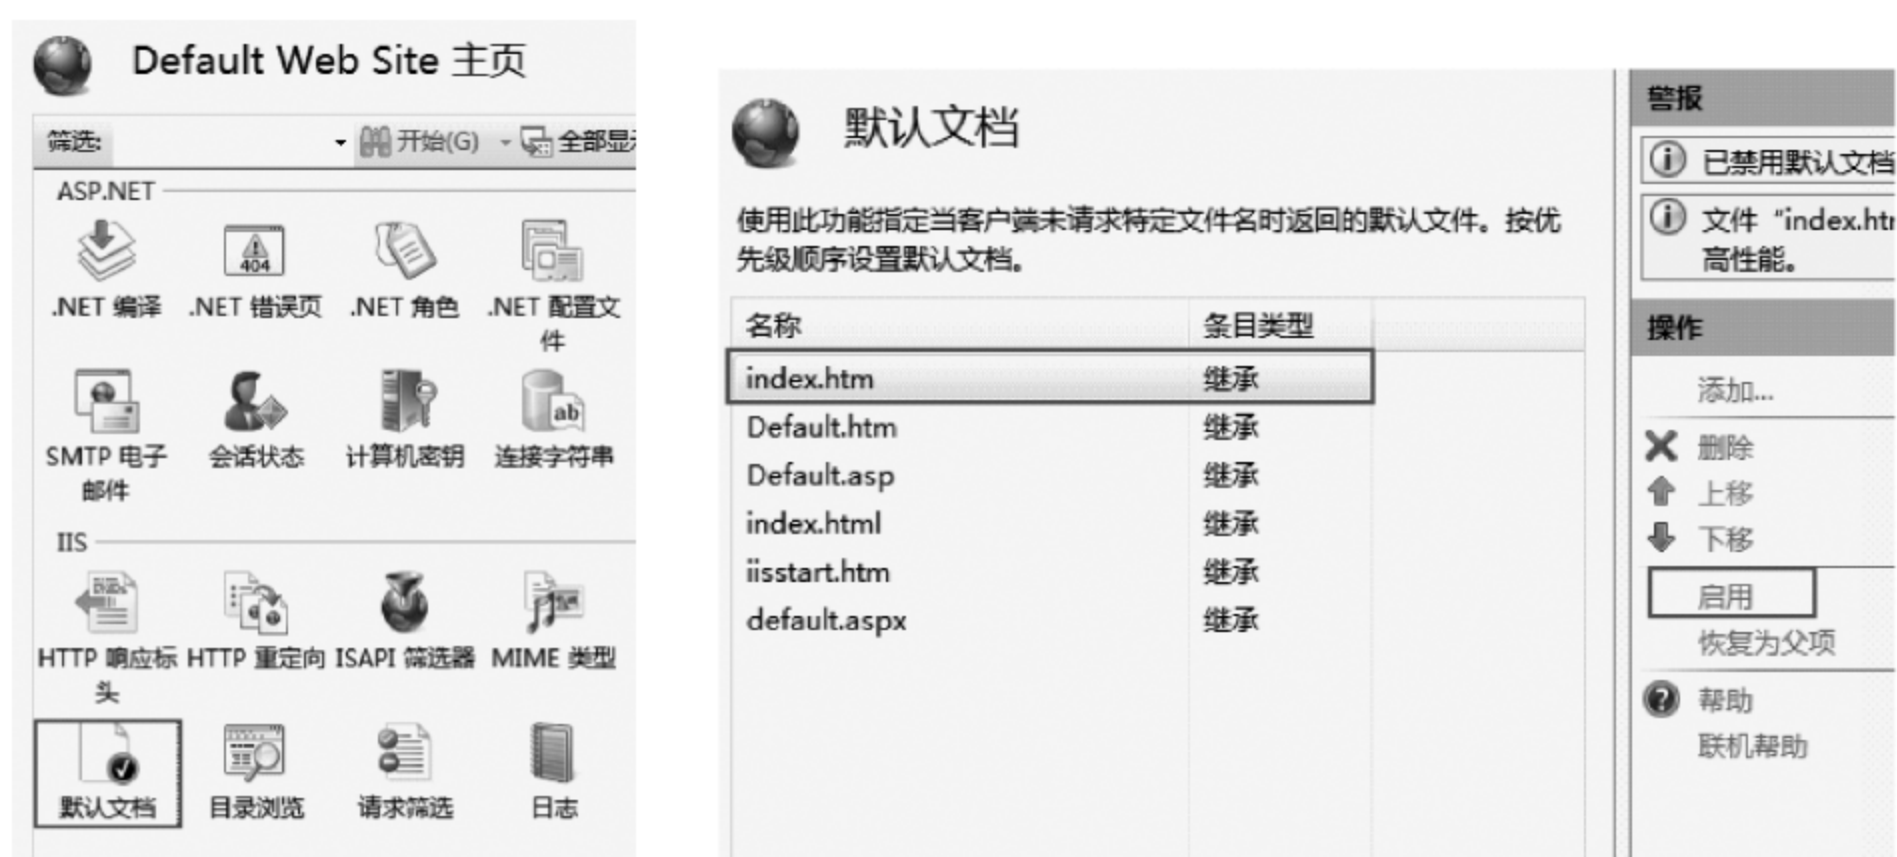 Default Web Site 主页
筛选:
开始(G)
全部显
ASP.NET
.NET 编译
.NET 错误页
404
.NET 角色
.NET 配置文
件
SMTP 电子
邮件
会话状态
计算机密钥
ab
连接字符串
IIS
HTTP 响应标
头
HTTP 重定向
ISAPI 筛选器
MIME 类型
默认文档
目录浏览
请求筛选
日志
默认文档
使用此功能指定当客户端未请求特定文件名时返回的默认文件。按优
先级顺序设置默认文档。
名称 条目类型
index.htm 继承
Default.htm 继承
Default.asp 继承
index.html 继承
iisstart.htm 继承
default.aspx 继承
警报
已禁用默认文档
文件 “index.ht
高性能。
操作
添加...
删除
上移
下移
启用
恢复为父项
帮助
联机帮助